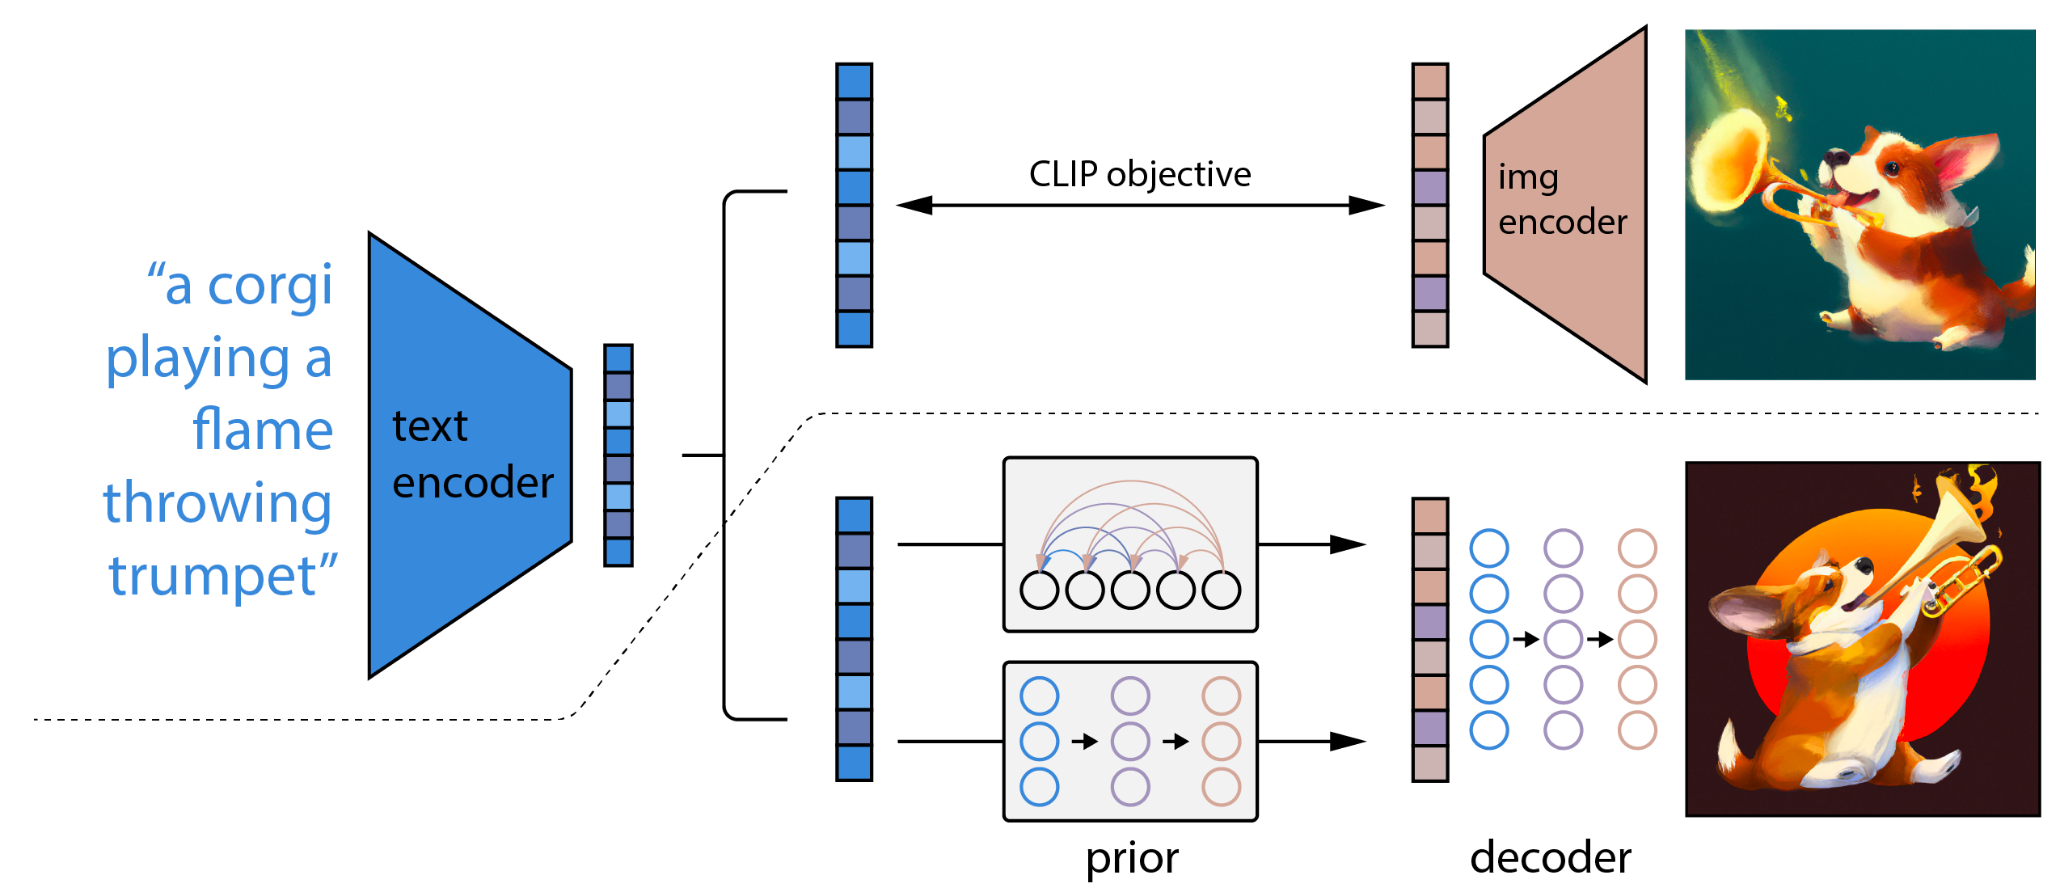 “a corgi
playing a
flame
throwing
trumpet”
text
encoder
CLIP objective
img
encoder
prior
decoder